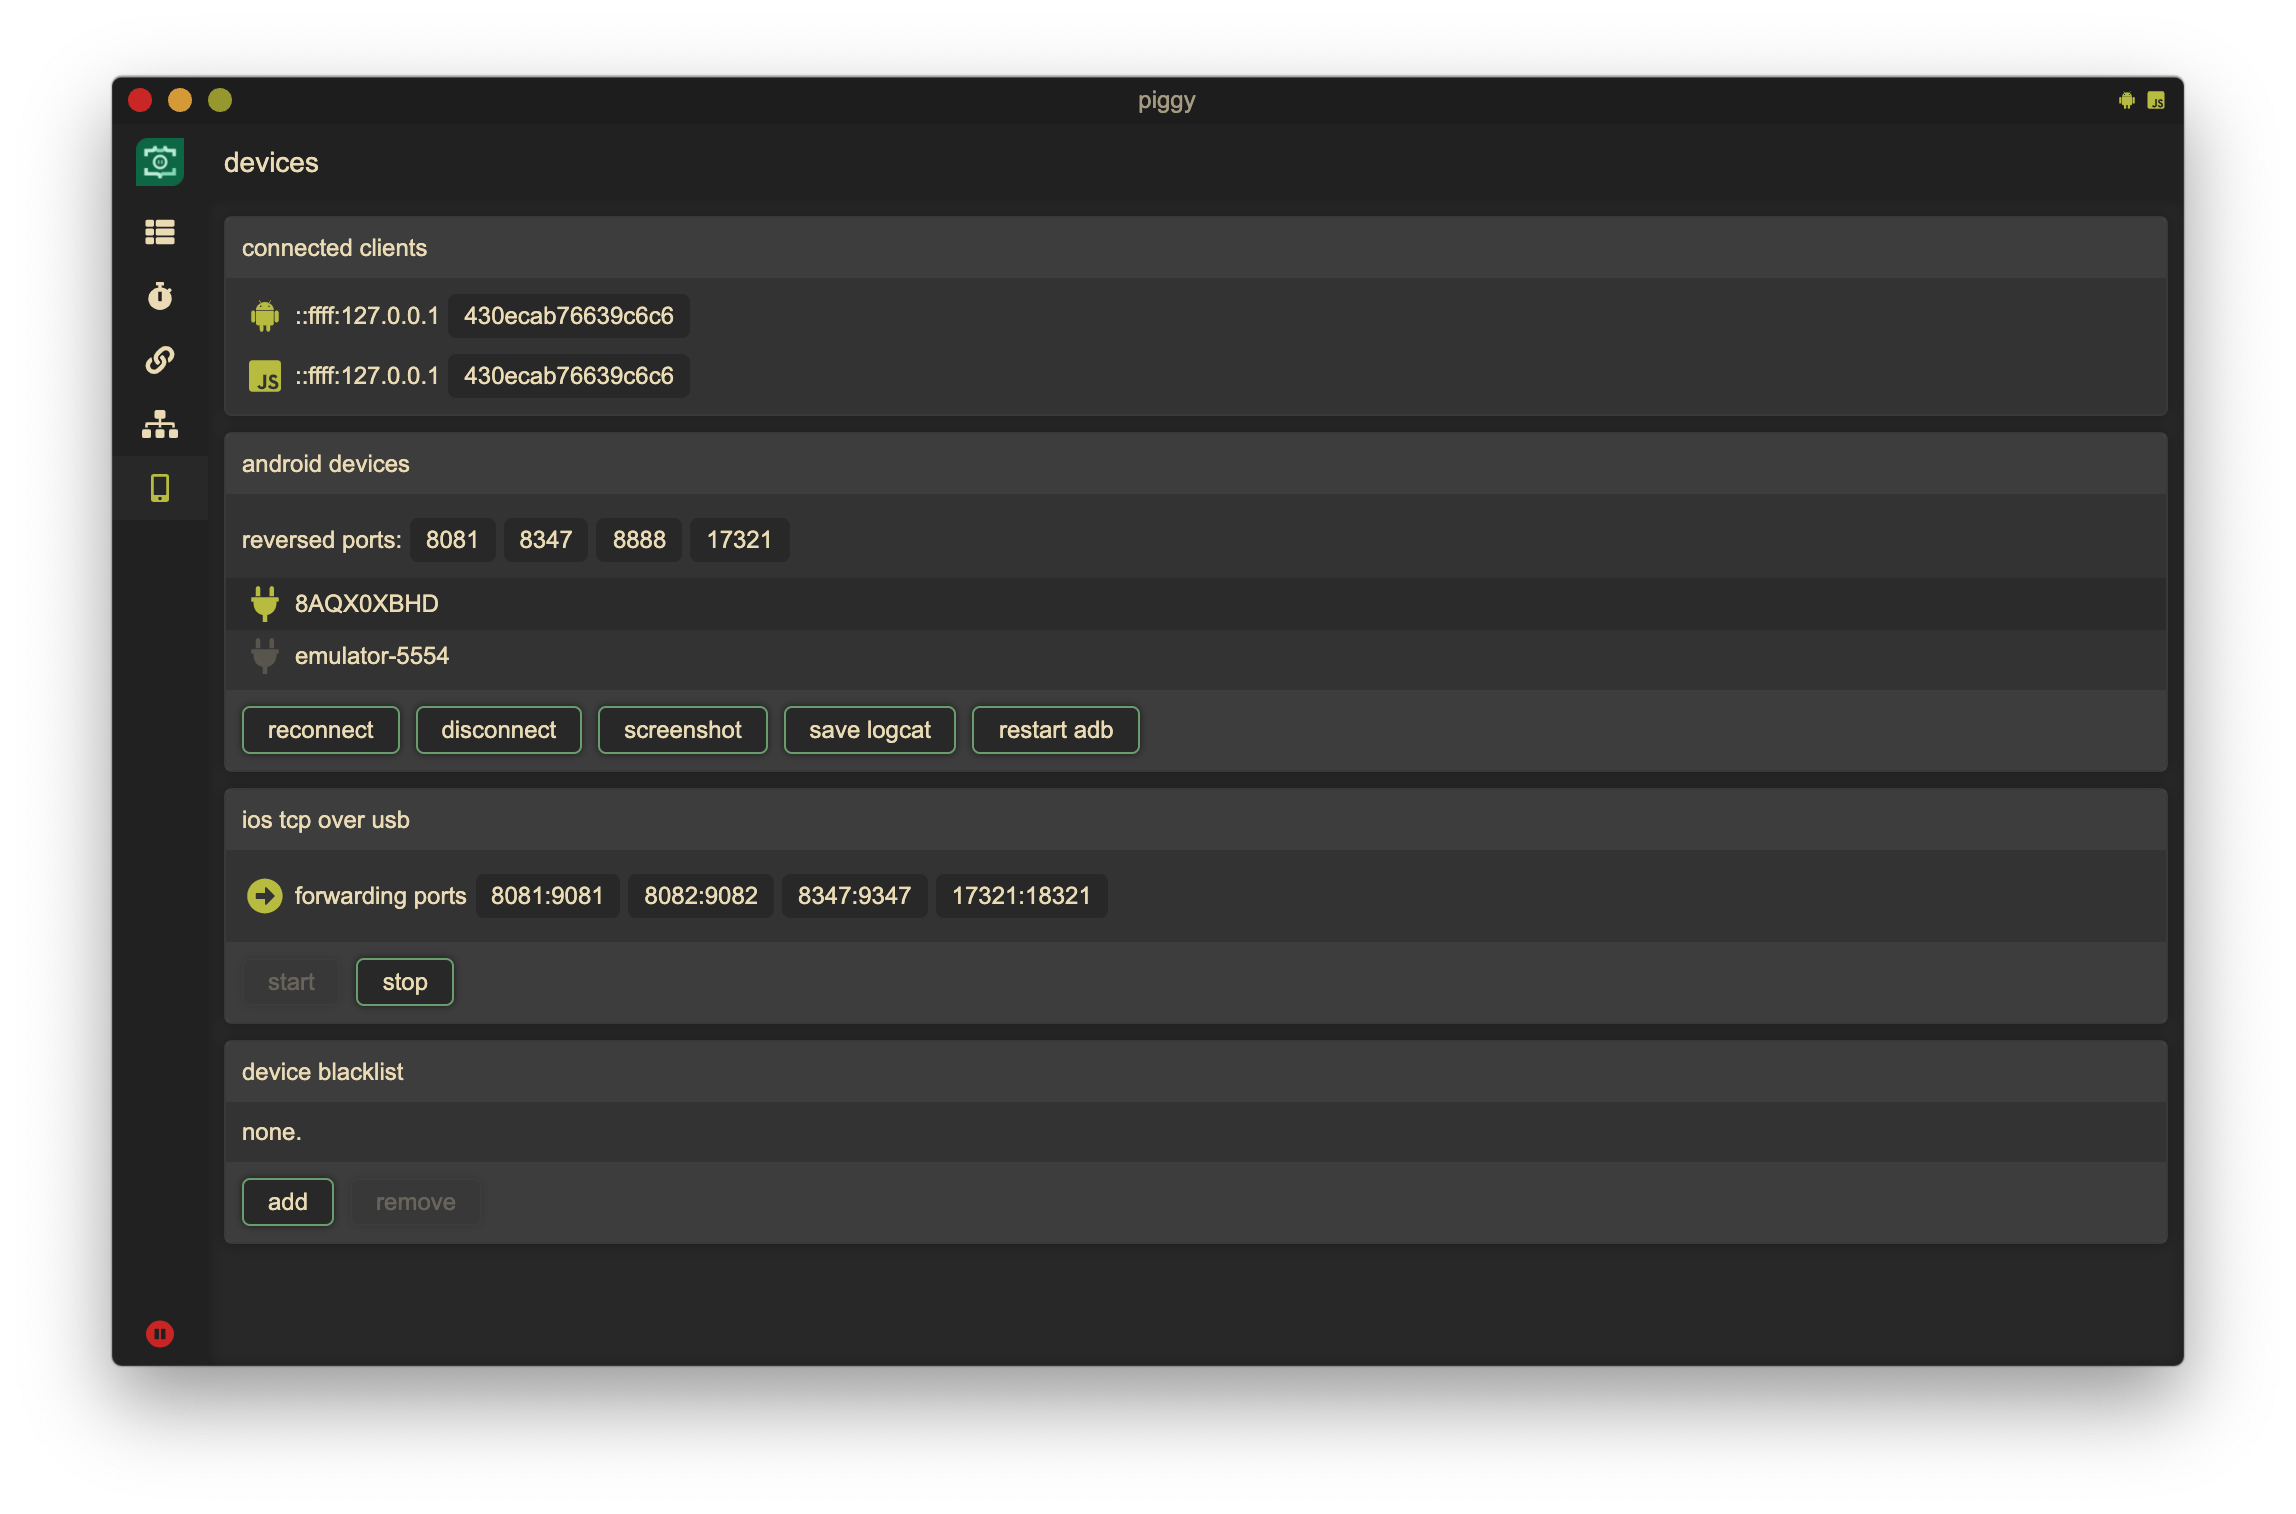 piggy
JS
devices
connected clients
::ffff:127.0.0.1 430ecab76639c6c6
JS ::ffff:127.0.0.1 430ecab76639c6c6
android devices
reversed ports: 8081 8347 8888 17321
8AQX0XBHD
emulator-5554
reconnect disconnect screenshot save logcat restart adb
ios tcp over usb
forwarding ports 8081:9081 8082:9082 8347:9347 17321:18321
start stop
device blacklist
none.
add remove